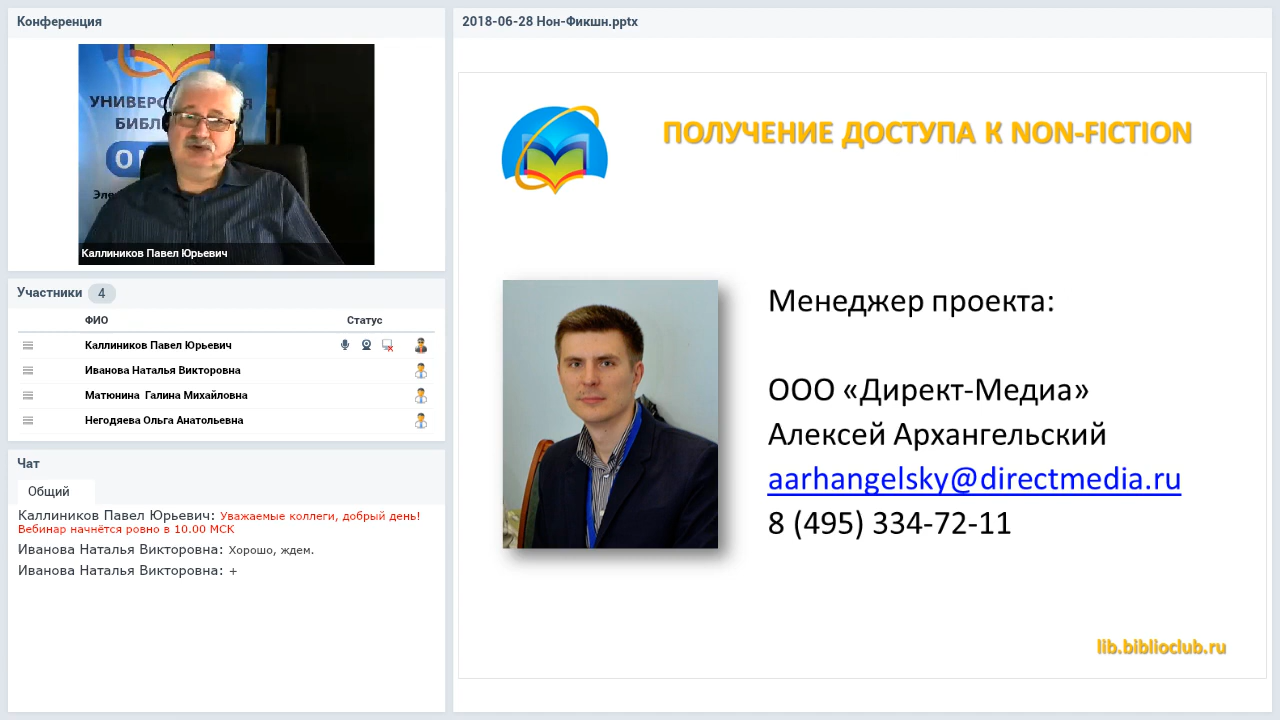 Конференция
УНИВЕРС
Я
БИБЛ
Каллиников Павел Юрьевич
Участники 4
ФИО Статус
Каллиников Павел Юрьевич
Иванова Наталья Викторовна
Матюнина Галина Михайловна
Негодяева Ольга Анатольевна
Чат
Общий
Каллиников Павел Юрьевич: Уважаемые коллеги, добрый день!
Вебинар начнётся ровно в 10.00 МСК
Иванова Наталья Викторовна: Хорошо, ждем.
Иванова Наталья Викторовна: +
2018-06-28 Нон-Фикшн.pptx
ПОЛУЧЕНИЕ ДОСТУПА К NON-FICTION
Менеджер проекта:
ООО «Директ-Медиа»
Алексей Архангельский
aarhangelsky@directmedia.ru
8 (495) 334-72-11
lib.biblioclub.ru